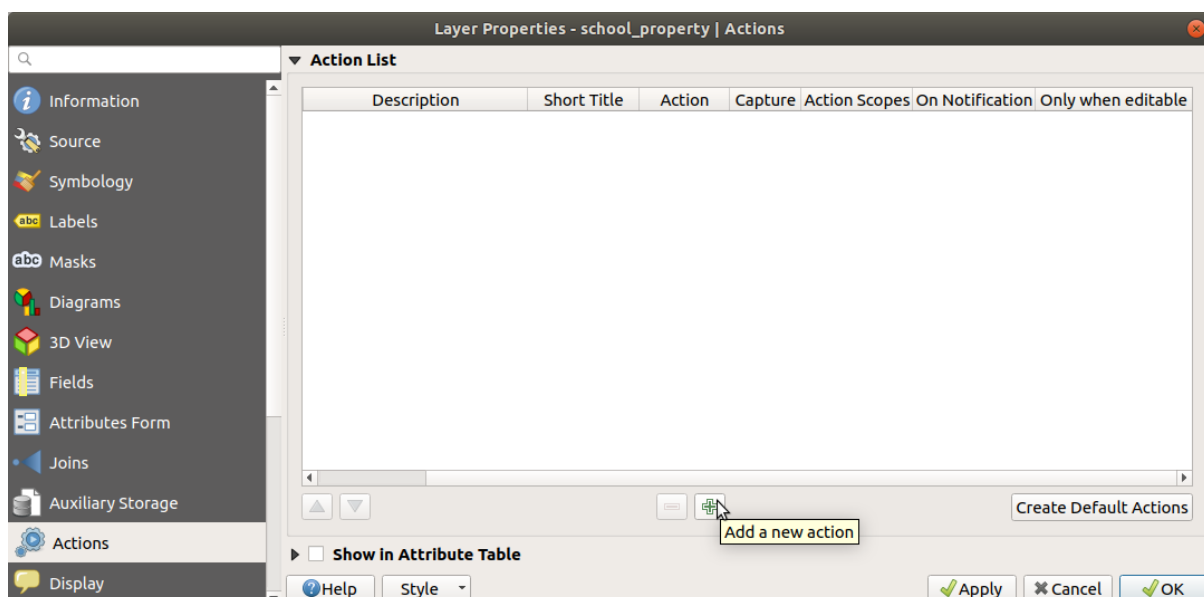 Layer Properties - school_property | Actions
Action List
Information
Source
Symbology
abc Labels
abc Masks
Diagrams
3D View
Fields
Attributes Form
Joins
Auxiliary Storage
Actions
Display
Description Short Title Action Capture Action Scopes On Notification Only when editable
Create Default Actions
Add a new action
Show in Attribute Table
Help Style Apply Cancel OK